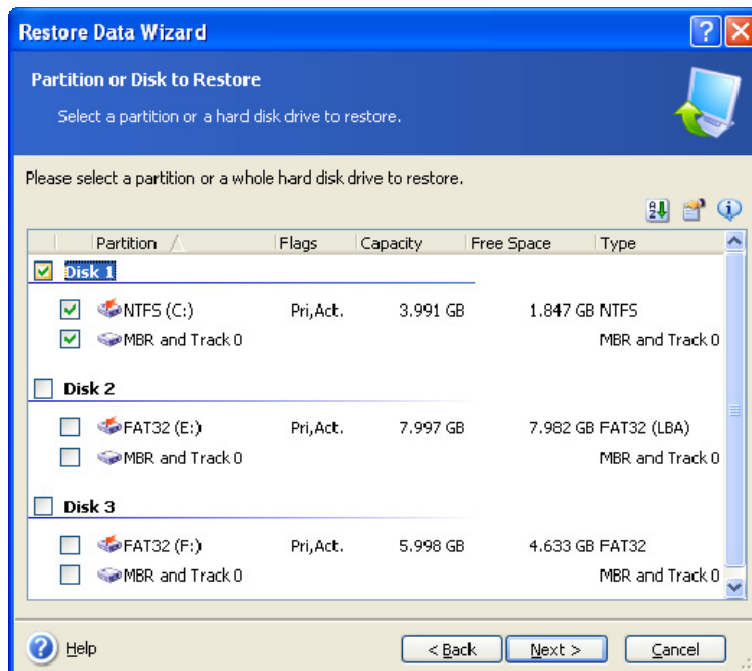 Restore Data Wizard
Partition or Disk to Restore
Select a partition or a hard disk drive to restore.
Please select a partition or a whole hard disk drive to restore.
Partition Flags Capacity Free Space Type
Disk 1
NTFS (C:) Pri,Act. 3.991 GB 1.847 GB NTFS
MBR and Track 0 MBR and Track 0
Disk 2
FAT32 (E:) Pri,Act. 7.997 GB 7.982 GB FAT32 (LBA)
MBR and Track 0 MBR and Track 0
Disk 3
FAT32 (F:) Pri,Act. 5.998 GB 4.633 GB FAT32
MBR and Track 0 MBR and Track 0
Help < Back Next > Cancel